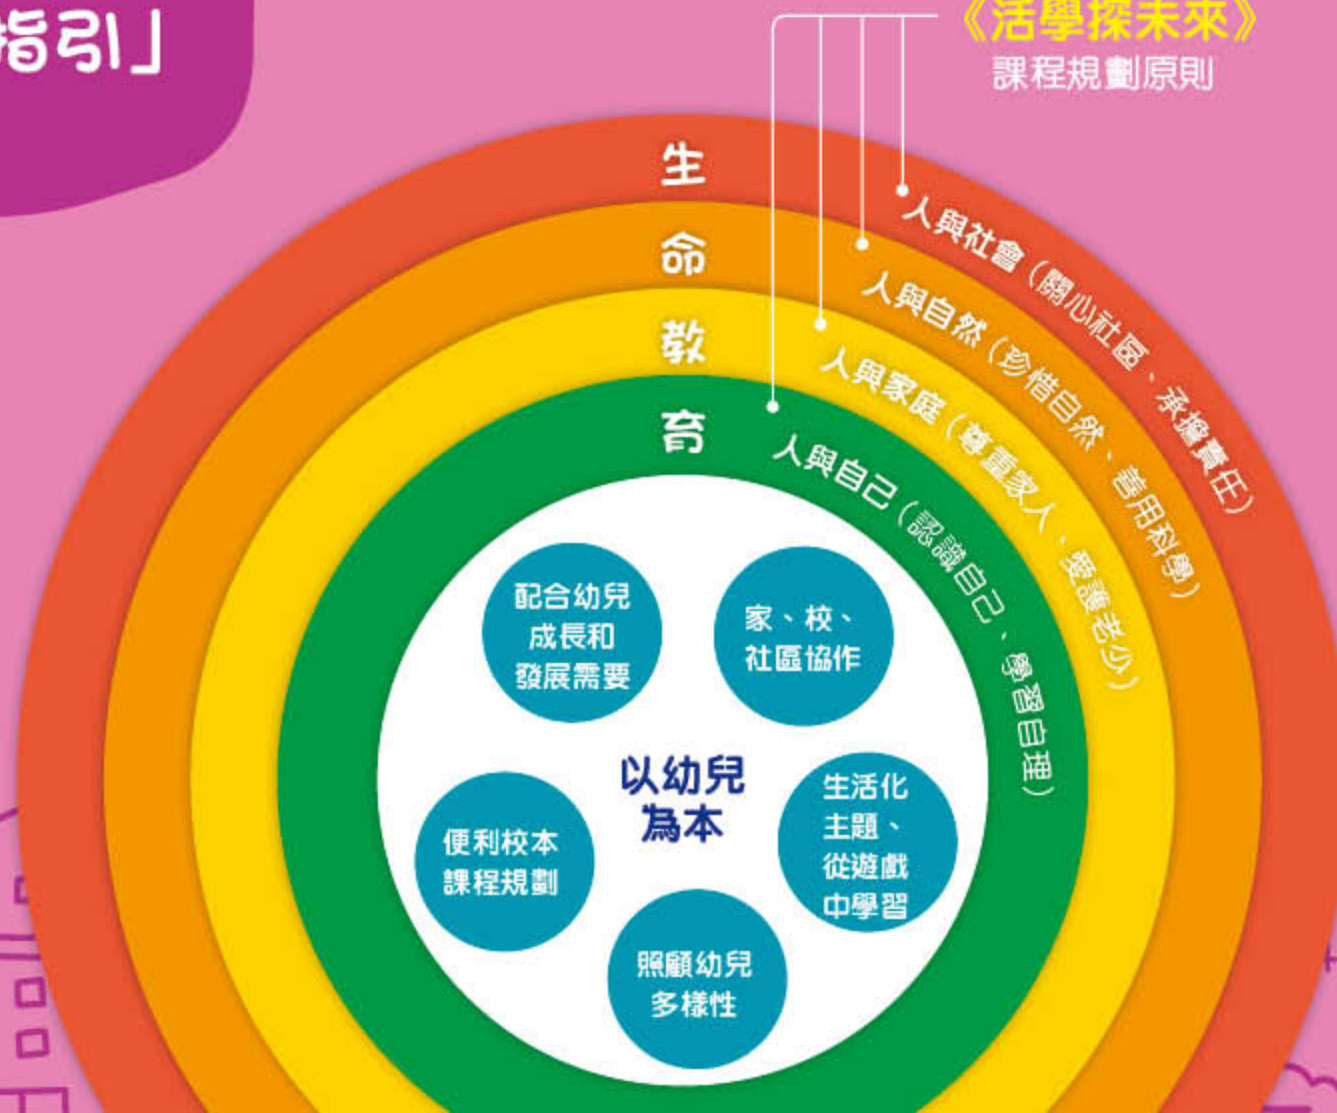 指引」
《活學探未來》
課程規劃原則
生
命
教
育
人與社會（關心社區、承擔責任）
人與自然（珍惜自然、善用科學）
人與家庭（尊重家人、愛護老少）
人與自己（認識自己、學習自理）
配合幼兒
成長和
發展需要
家、校、
社區協作
以幼兒
為本
便利校本
課程規劃
生活化
主題、
從遊戲
中學習
照顧幼兒
多樣性